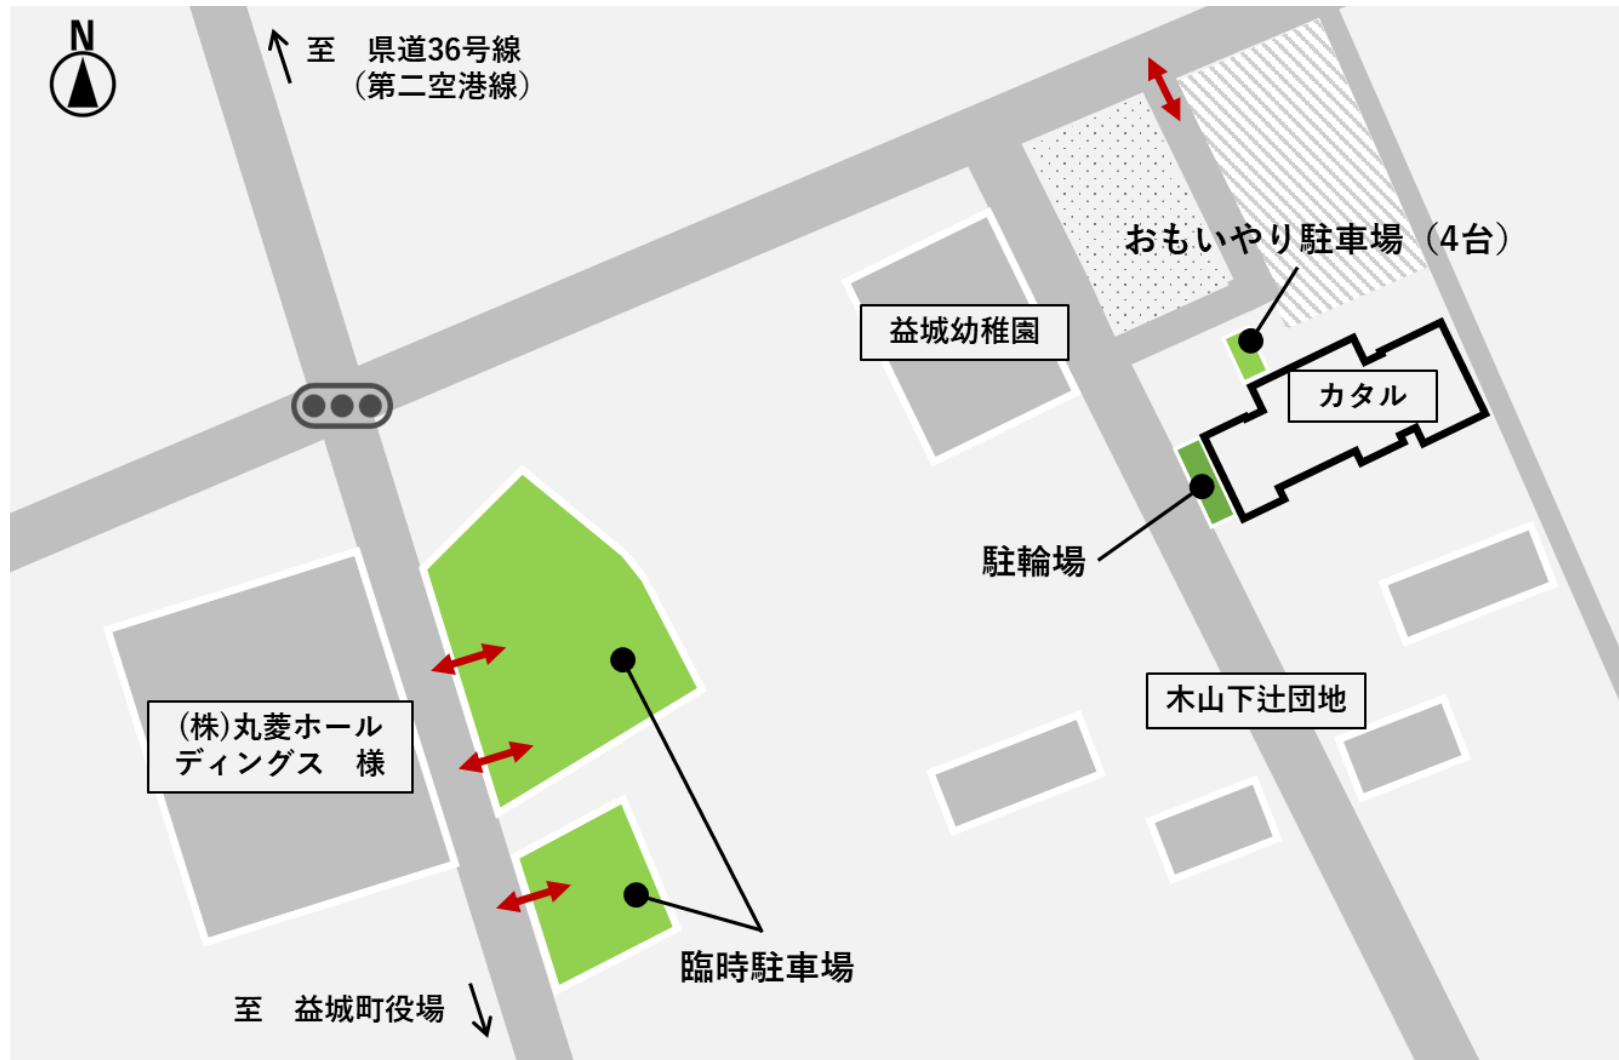 N
至　県道36号線
（第二空港線）
おもいやり駐車場（4台）
益城幼稚園
カタル
駐輪場
木山下辻団地
(株)丸菱ホール
ディングス　様
臨時駐車場
至　益城町役場